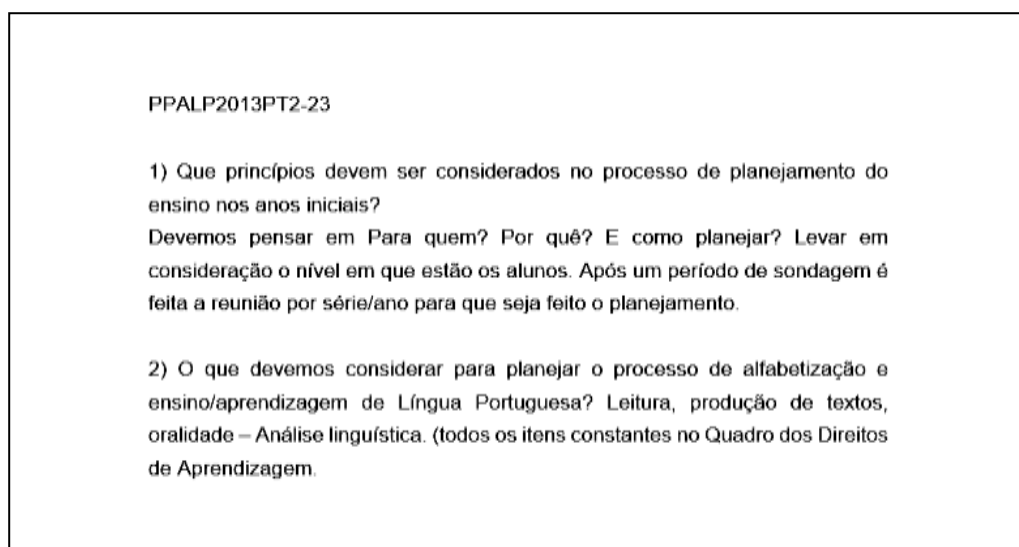 PPALP2013PT2-23
1) Que princípios devem ser considerados no processo de planejamento do
ensino nos anos iniciais?
Devemos pensar em Para quem? Por quê? E como planejar? Levar em
consideração o nível em que estão os alunos. Após um período de sondagem é
feita a reunião por série/ano para que seja feito o planejamento.
2) O que devemos considerar para planejar o processo de alfabetização e
ensino/aprendizagem de Língua Portuguesa? Leitura, produção de textos,
oralidade – Análise linguística. (todos os itens constantes no Quadro dos Direitos
de Aprendizagem.